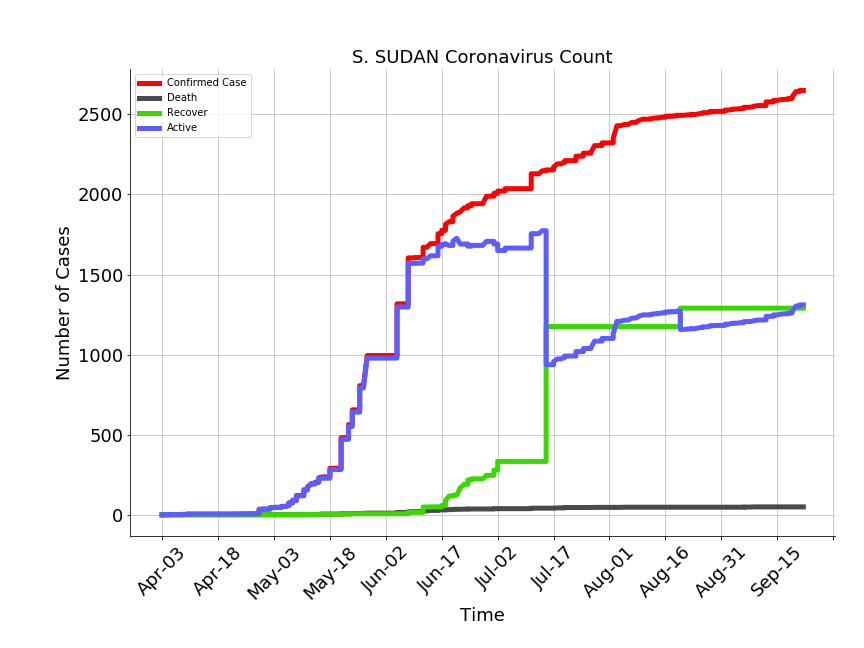 S. SUDAN Coronavirus Count
Confirmed Case
Death
Recover
Active
Number of Cases
2500
2000
1500
1000
500
0
Apr-03
Apr-18
May-03
May-18
Jun-02
Jun-17
Jul-02
Jul-17
Aug-01
Aug-16
Aug-31
Sep-15
Time